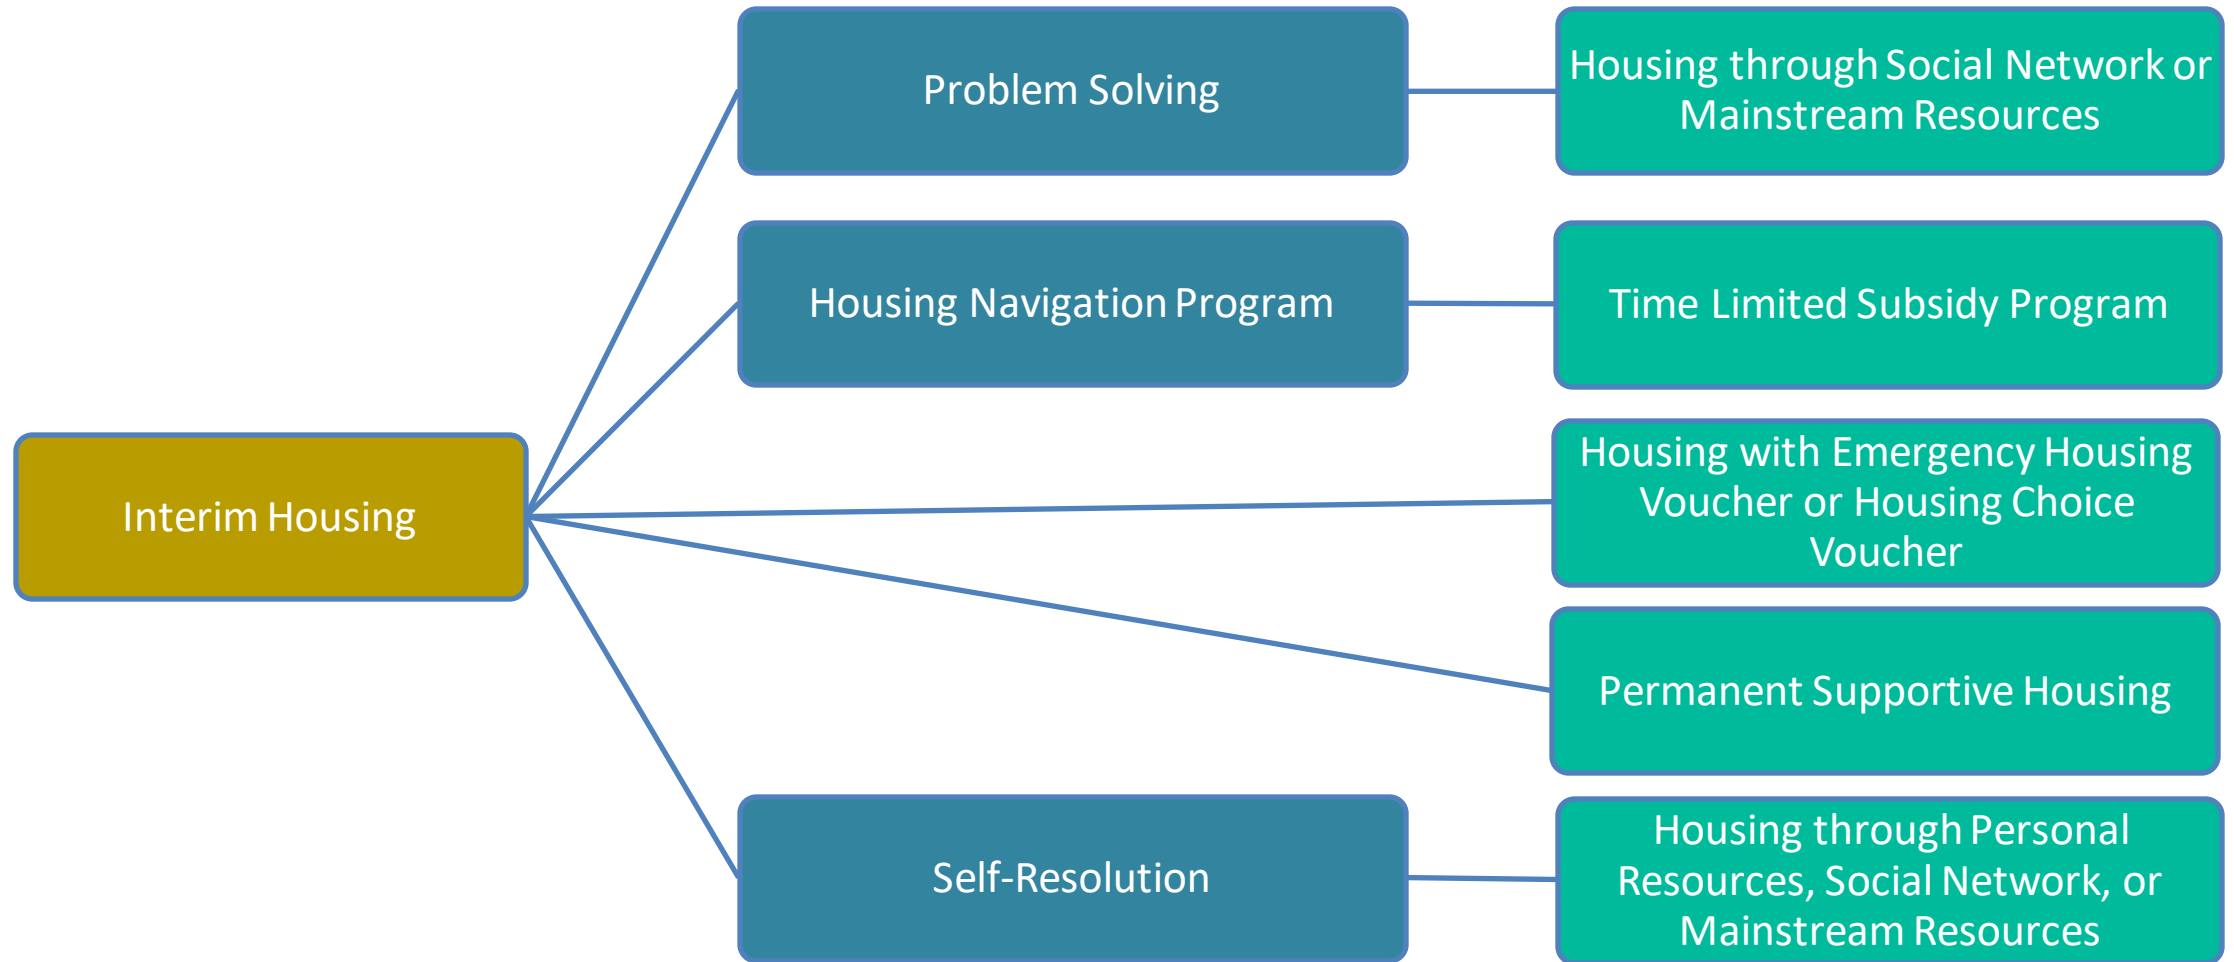 Problem Solving
Housing through Social Network or
Mainstream Resources
Housing Navigation Program
Time Limited Subsidy Program
Interim Housing
Housing with Emergency Housing
Voucher or Housing Choice
Voucher
Permanent Supportive Housing
Self-Resolution
Housing through Personal
Resources, Social Network, or
Mainstream Resources